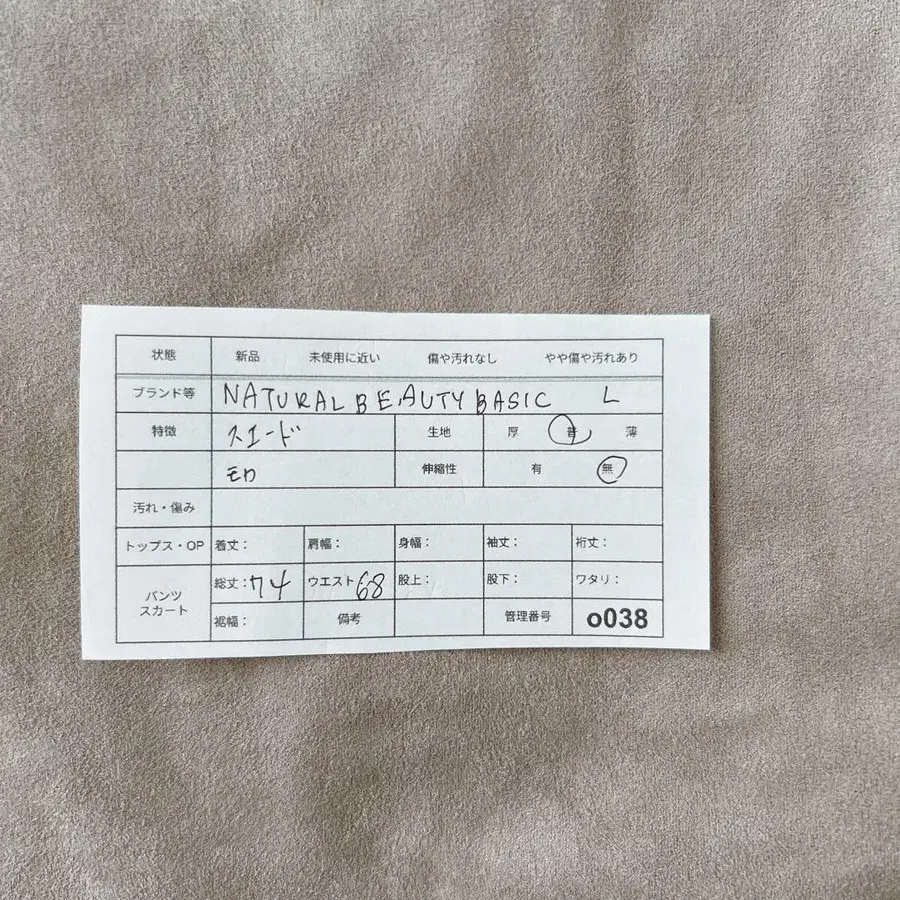 状態 新品 未使用に近い 傷や汚れなし やや傷や汚れあり
ブランド等 NATURAL BEAUTY BASIC L
特徴 スエード 生地 厚 普 薄
モカ 伸縮性 有 無
汚れ・傷み
トップス・OP 着丈： 肩幅： 身幅： 袖丈： 裄丈：
パンツ
スカート
総丈：74 ウエスト 68 股上： 股下： ワタリ：
裾幅： 備考 管理番号 o038